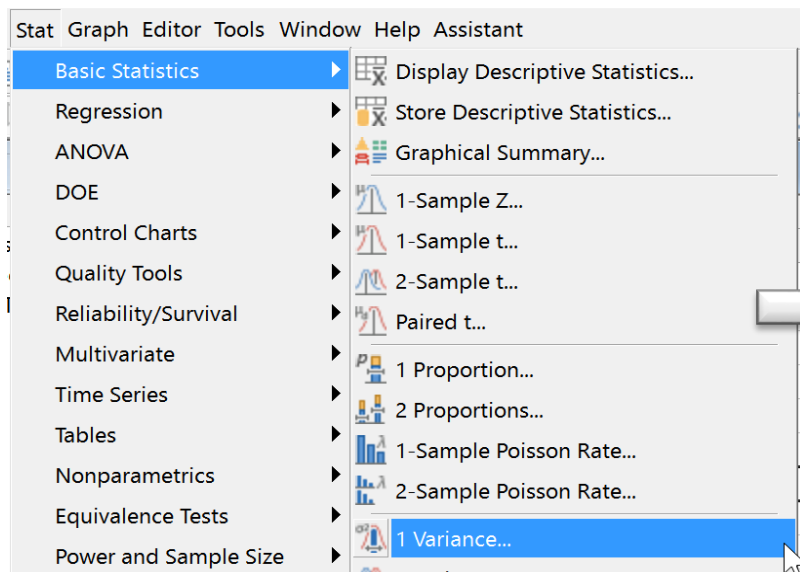 Stat Graph Editor Tools Window Help Assistant
Basic Statistics
Regression
ANOVA
DOE
Control Charts
Quality Tools
Reliability/Survival
Multivariate
Time Series
Tables
Nonparametrics
Equivalence Tests
Power and Sample Size
Display Descriptive Statistics...
Store Descriptive Statistics...
Graphical Summary...
1-Sample Z...
1-Sample t...
2-Sample t...
Paired t...
1 Proportion...
2 Proportions...
1-Sample Poisson Rate...
2-Sample Poisson Rate...
1 Variance...